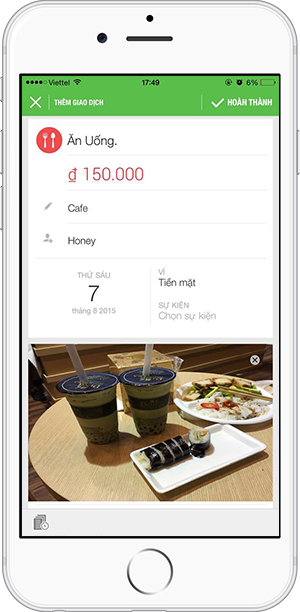 Viettel 17:49 6%
THÊM GIAO DỊCH HOÀN THÀNH
Ăn Uống.
₫ 150.000
Cafe
Honey
THỨ SÁU
7
tháng 8 2015
VÍ
Tiền mặt
SỰ KIỆN
Chọn sự kiện